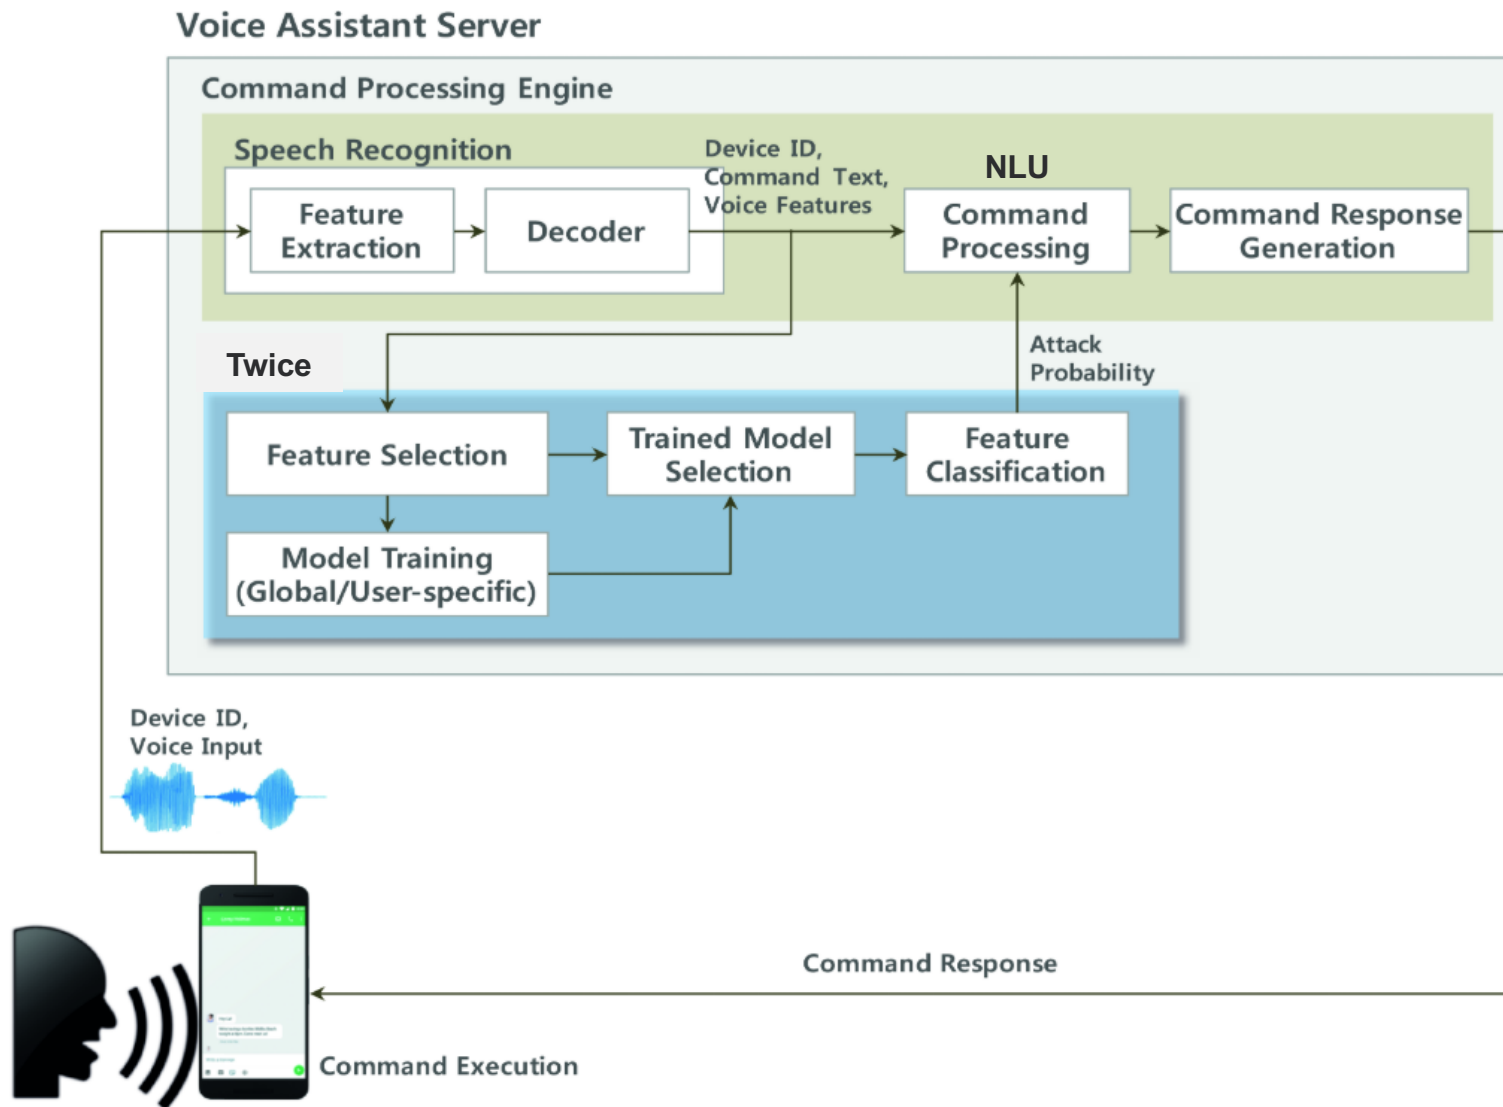 Voice Assistant Server
Command Processing Engine
Speech Recognition
Feature
Extraction
Decoder
Device ID,
Command Text,
Voice Features
NLU
Command
Processing
Command Response
Generation
Twice
Attack
Probability
Feature Selection
Trained Model
Selection
Feature
Classification
Model Training
(Global/User-specific)
Device ID,
Voice Input
Command Response
Command Execution